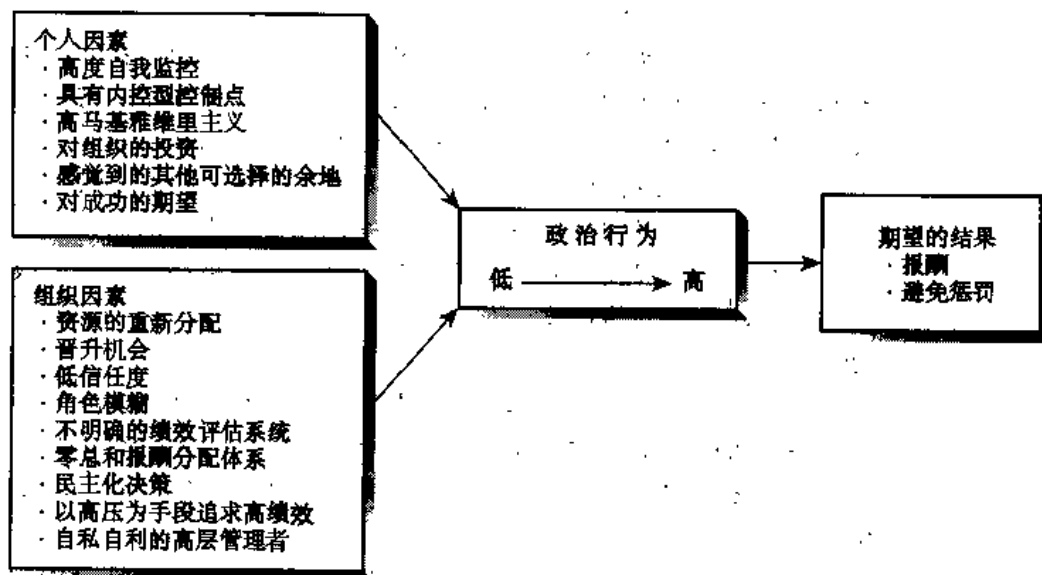 个人因素
· 高度自我监控
· 具有内控型控制点
· 高马基雅维里主义
· 对组织的投资
· 感觉到的其他可选择的余地
· 对成功的期望
组织因素
· 资源的重新分配
· 晋升机会
· 低信任度
· 角色模糊
· 不明确的绩效评估系统
· 零总和报酬分配体系
· 民主化决策
· 以高压为手段追求高绩效
· 自私自利的高层管理者
政治行为
低 高
期望的结果
· 报酬
· 避免惩罚